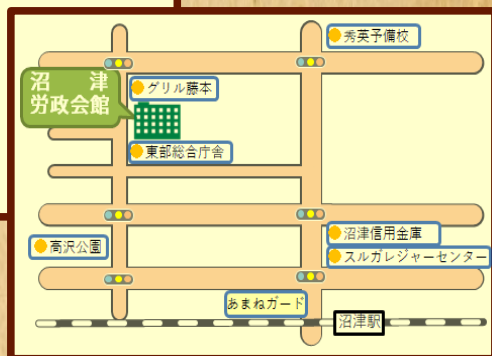 秀英予備校
沼　津
労政会館
グリル藤本
東部総合庁舎
沼津信用金庫
高沢公園
スルガレジャーセンター
あまねガード
沼津駅